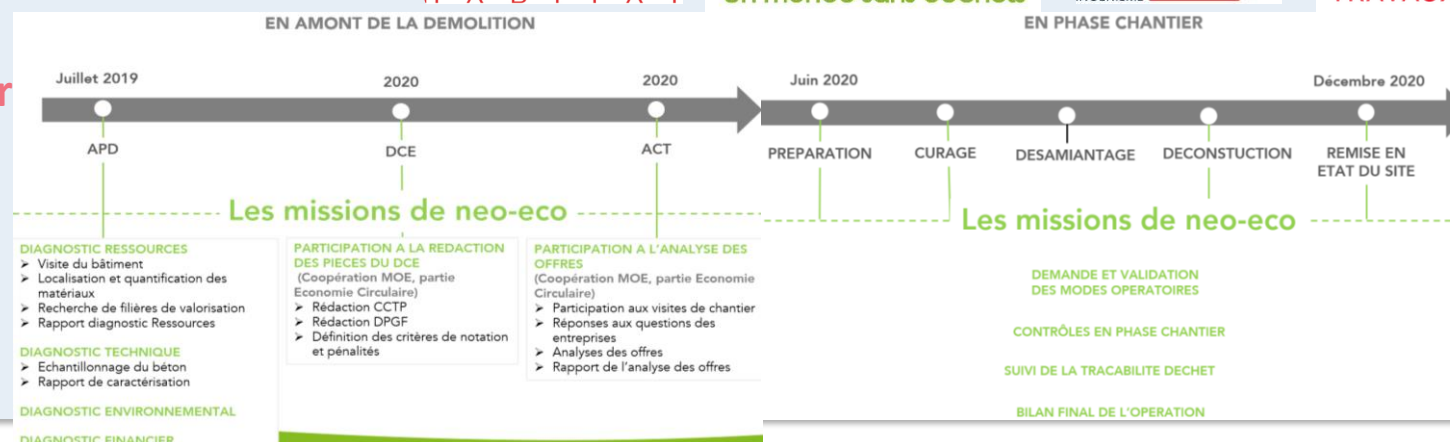 un monde sans déchets
EN AMONT DE LA DEMOLITION
Juillet 2019
2020
2020
APD
DCE
ACT
Les missions de neo-eco
DIAGNOSTIC RESSOURCES
➢ Visite du bâtiment
➢ Localisation et quantification des
matériaux
➢ Recherche de filières de valorisation
➢ Rapport diagnostic Ressources
DIAGNOSTIC TECHNIQUE
➢ Echantillonnage du béton
➢ Rapport de caractérisation
DIAGNOSTIC ENVIRONNEMENTAL
DIAGNOSTIC FINANCIER
PARTICIPATION A LA REDACTION
DES PIECES DU DCE
(Coopération MOE, partie
Economie Circulaire)
➢ Rédaction CCTP
➢ Rédaction DPGF
➢ Définition des critères de notation
et pénalités
PARTICIPATION A L'ANALYSE DES
OFFRES
(Coopération MOE, partie Economie
Circulaire)
➢ Participation aux visites de chantier
➢ Réponses aux questions des
entreprises
➢ Analyses des offres
➢ Rapport de l'analyse des offres
EN PHASE CHANTIER
Juin 2020
Décembre 2020
PREPARATION
CURAGE
DESAMIANTAGE
DECONSTUCTION
REMISE EN
ETAT DU SITE
Les missions de neo-eco
DEMANDE ET VALIDATION
DES MODES OPERATOIRES
CONTRÔLES EN PHASE CHANTIER
SUIVI DE LA TRACABILITE DECHET
BILAN FINAL DE L'OPERATION